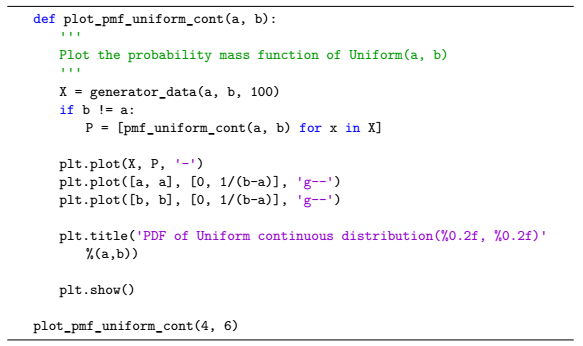 def plot_pmf_uniform_cont(a, b):
    '''
    Plot the probability mass function of Uniform(a, b)
    '''
    X = generator_data(a, b, 100)
    if b != a:
        P = [pmf_uniform_cont(a, b) for x in X]

    plt.plot(X, P, '-')
    plt.plot([a, a], [0, 1/(b-a)], 'g--')
    plt.plot([b, b], [0, 1/(b-a)], 'g--')

    plt.title('PDF of Uniform continuous distribution(%0.2f, %0.2f)'
        %(a,b))

    plt.show()

plot_pmf_uniform_cont(4, 6)